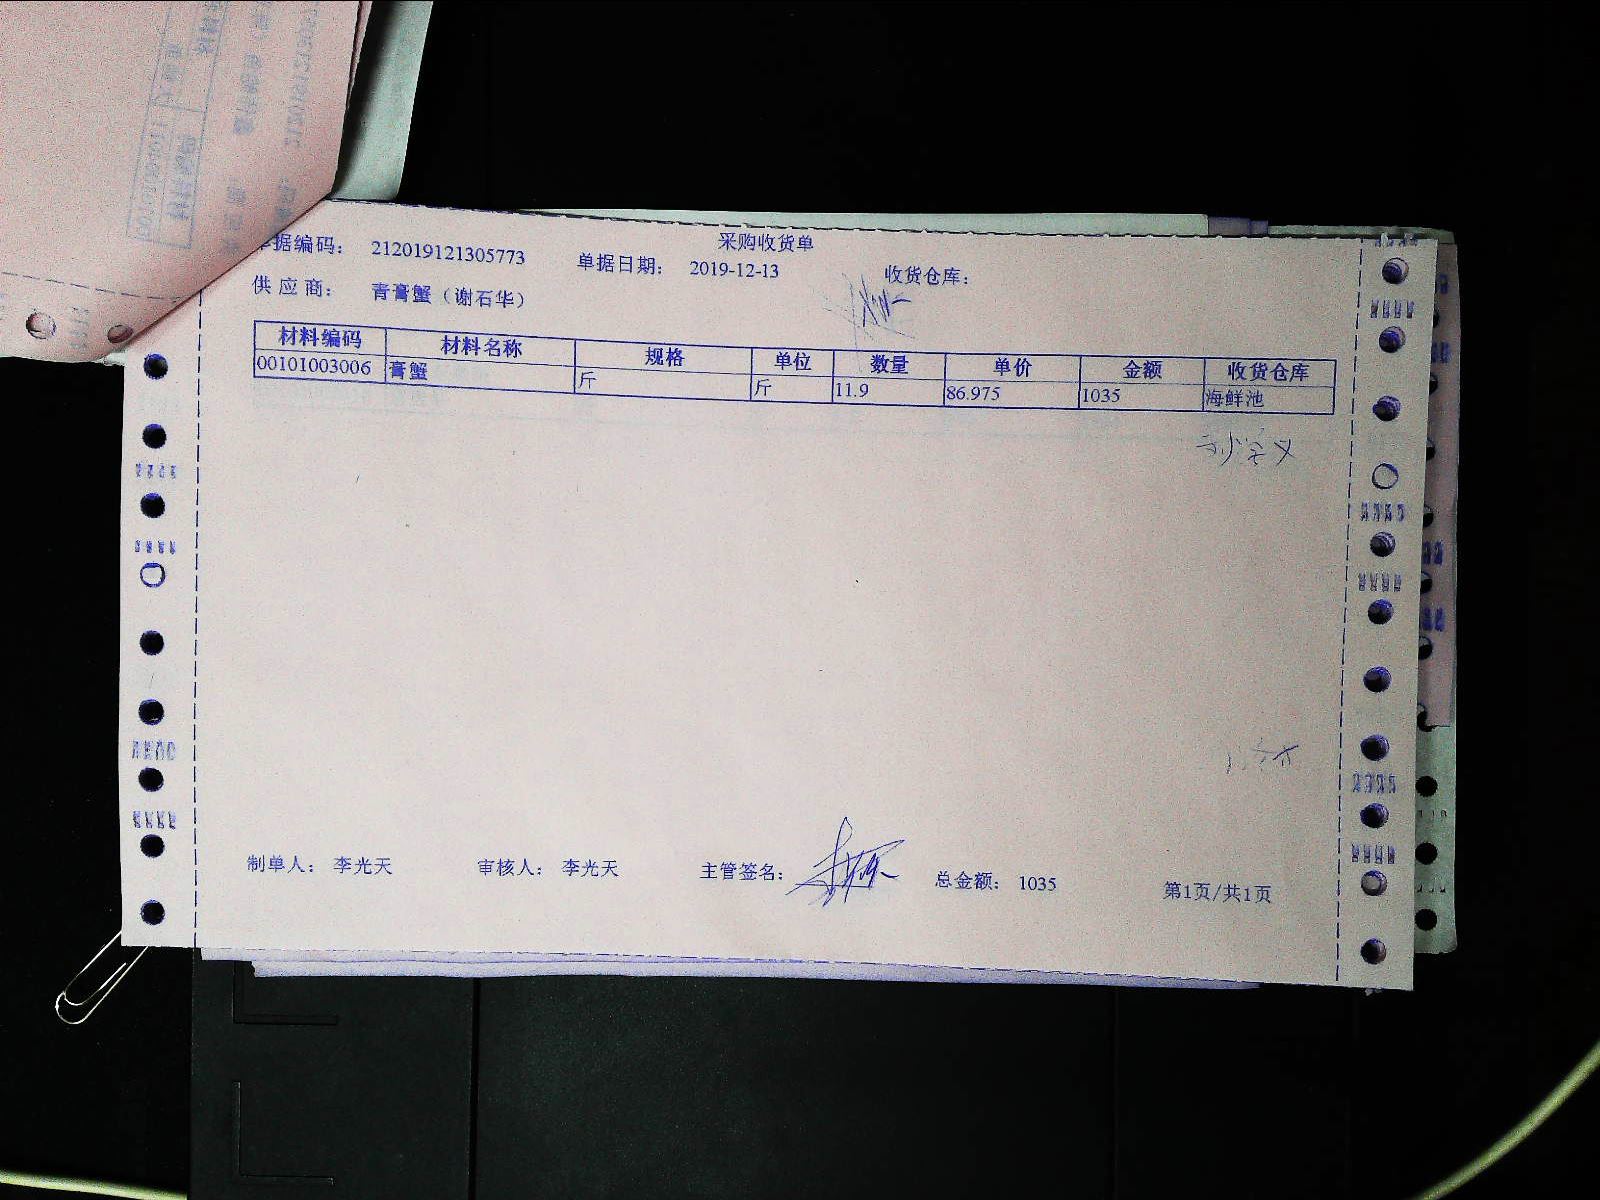 采购收货单
单据编码: 212019121305773 单据日期: 2019-12-13 收货仓库:
供应商: 青膏蟹（谢石华）
材料编码 材料名称 规格 单位 数量 单价 金额 收货仓库
00101003006 膏蟹 斤 斤 11.9 86.975 1035 海鲜池
制单人: 李光天 审核人: 李光天 主管签名: 总金额: 1035 第1页/共1页